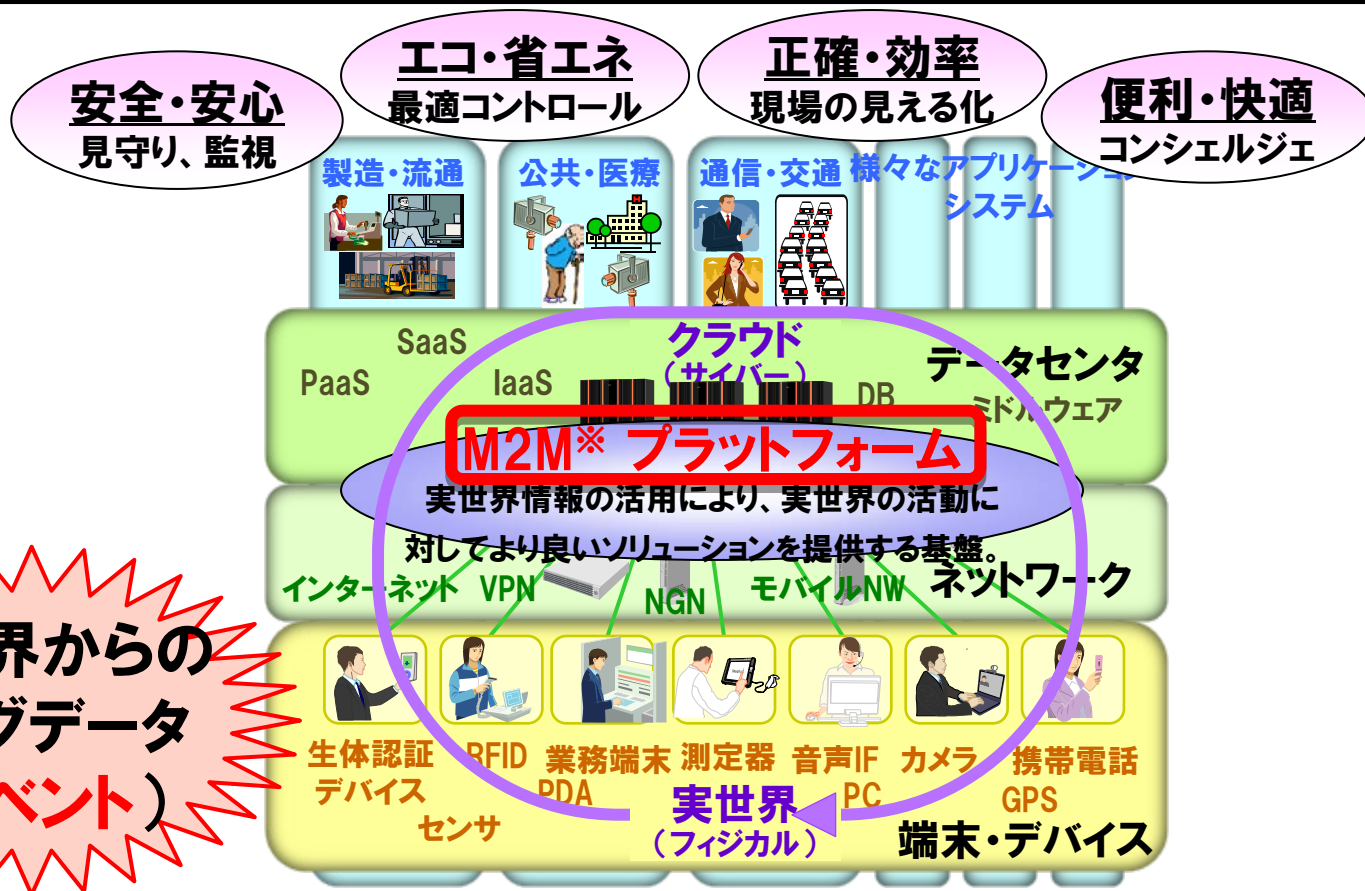 安全・安心
見守り、監視
エコ・省エネ
最適コントロール
正確・効率
現場の見える化
便利・快適
コンシェルジェ
製造・流通
公共・医療
通信・交通
様々なアプリケーション
システム
SaaS
PaaS
IaaS
クラウド
(サイバー)
DB
データセンタ
ミドルウェア
M2M※ プラットフォーム
実世界情報の活用により、実世界の活動に
対してより良いソリューションを提供する基盤。
インターネット
VPN
NGN
モバイルNW
ネットワーク
界からの
グデータ
ベント)
生体認証
デバイス
RFID
業務端末
PDA
測定器
音声IF
PC
カメラ
携帯電話
GPS
センサ
実世界
(フィジカル)
端末・デバイス